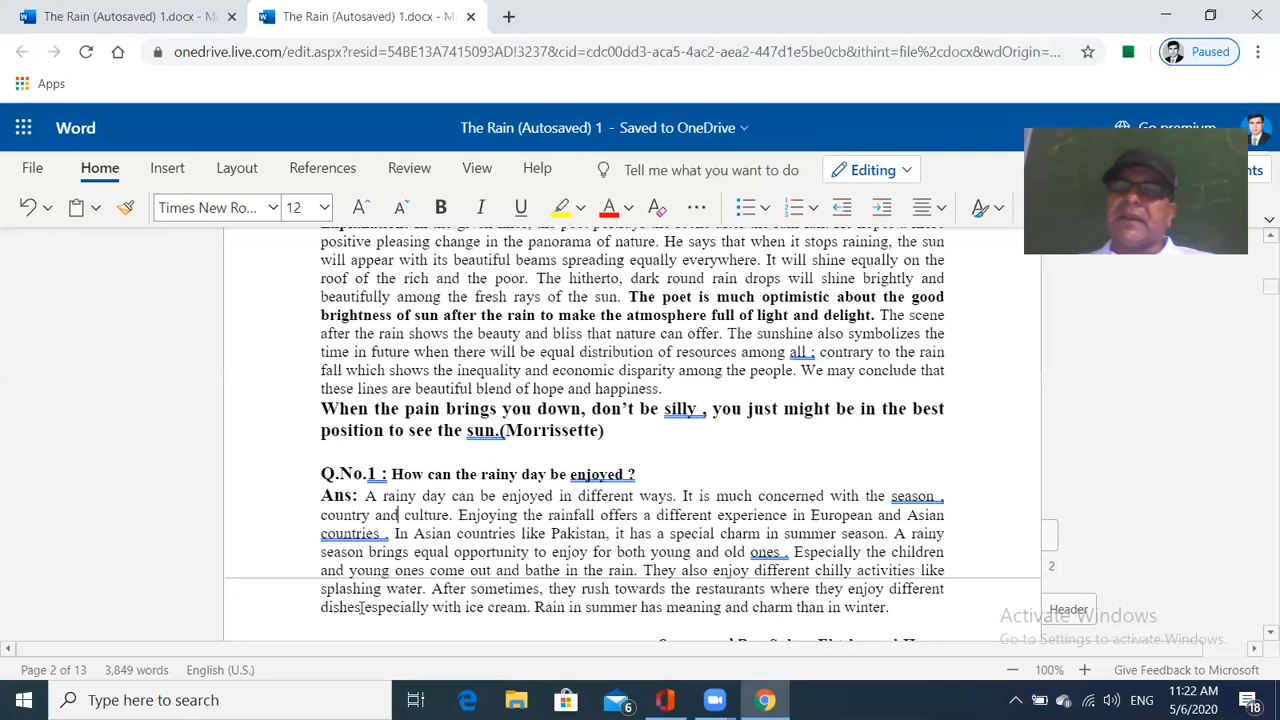 The Rain (Autosaved) 1.docx - M
The Rain (Autosaved) 1.docx - M
onedrive.live.com/edit.aspx?resid=54BE13A7415093AD!3237&cid=cdc00dd3-aca5-4ac2-aea2-447d1e5be0cb&ithint=file%2cdocx&wdOrigin=...
Paused
Apps
Word
The Rain (Autosaved) 1 - Saved to OneDrive
Go premium
File Home Insert Layout References Review View Help Tell me what you want to do Editing
Times New Ro... 12
positive pleasing change in the panorama of nature. He says that when it stops raining, the sun
will appear with its beautiful beams spreading equally everywhere. It will shine equally on the
roof of the rich and the poor. The hitherto, dark round rain drops will shine brightly and
beautifully among the fresh rays of the sun. The poet is much optimistic about the good
brightness of sun after the rain to make the atmosphere full of light and delight. The scene
after the rain shows the beauty and bliss that nature can offer. The sunshine also symbolizes the
time in future when there will be equal distribution of resources among all ; contrary to the rain
fall which shows the inequality and economic disparity among the people. We may conclude that
these lines are beautiful blend of hope and happiness.
When the pain brings you down, don’t be silly , you just might be in the best
position to see the sun.(Morrissette)
Q.No.1 : How can the rainy day be enjoyed ?
Ans: A rainy day can be enjoyed in different ways. It is much concerned with the season ,
country and culture. Enjoying the rainfall offers a different experience in European and Asian
countries . In Asian countries like Pakistan, it has a special charm in summer season. A rainy
season brings equal opportunity to enjoy for both young and old ones . Especially the children
and young ones come out and bathe in the rain. They also enjoy different chilly activities like
splashing water. After sometimes, they rush towards the restaurants where they enjoy different
dishes especially with ice cream. Rain in summer has meaning and charm than in winter.
2
Header
Activate Windows
Go to Settings to activate Windows.
Page 2 of 13 3,849 words English (U.S.) 100% Give Feedback to Microsoft
Type here to search
6
ENG
11:22 AM
5/6/2020
18